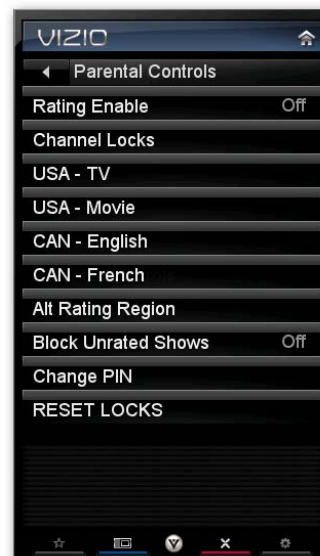 VIZIO
Parental Controls
Rating Enable Off
Channel Locks
USA - TV
USA - Movie
CAN - English
CAN - French
Alt Rating Region
Block Unrated Shows Off
Change PIN
RESET LOCKS